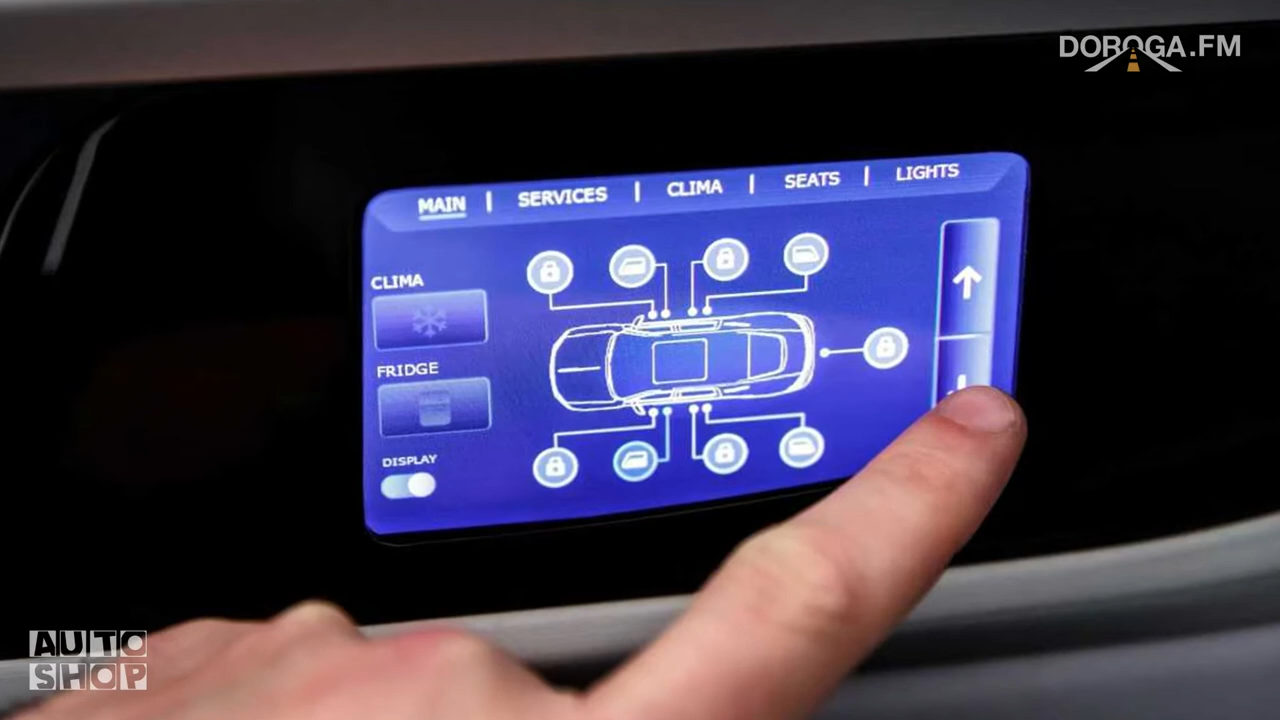 DOROGA.FM
MAIN | SERVICES | CLIMA | SEATS | LIGHTS
CLIMA
FRIDGE
DISPLAY
AUTO
SHOP